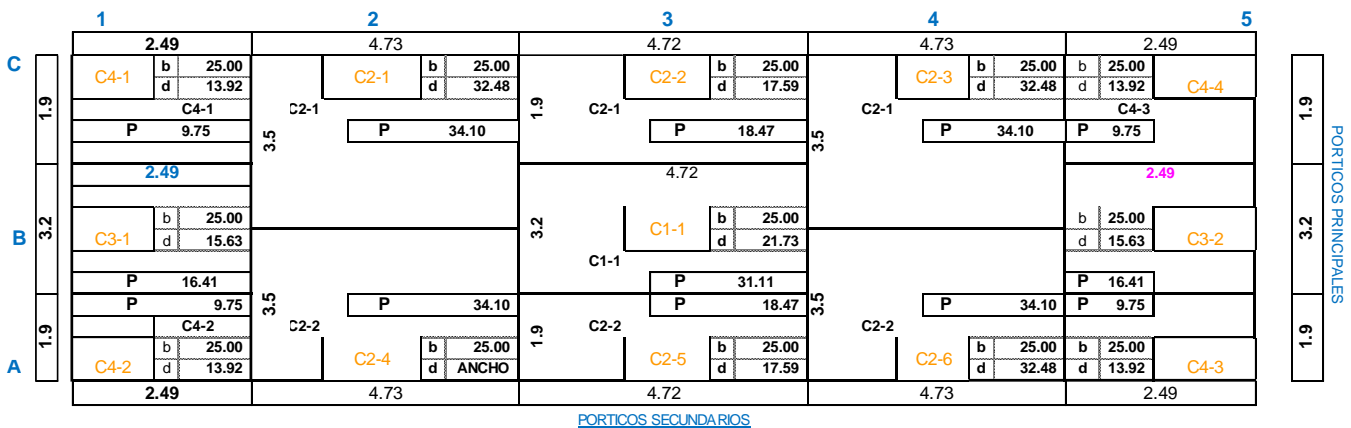 1 2 3 4 5
2.49 4.73 4.72 4.73 2.49
C C4-1 b 25.00 C2-1 b 25.00 C2-2 b 25.00 C2-3 b 25.00 b 25.00 C4-4
d 13.92 d 32.48 d 17.59 d 32.48 d 13.92
1.9 C4-1 C2-1 1.9 C2-1 C2-1 C4-3 1.9
P 9.75 3.5 P 34.10 P 18.47 3.5 P 34.10 P 9.75
2.49 4.72 2.49
B 3.2 C3-1 b 25.00 3.2 C1-1 b 25.00 b 25.00 C3-2 3.2
d 15.63 d 21.73 d 15.63
C1-1
P 16.41 P 31.11 P 16.41
P 9.75 3.5 P 34.10 P 18.47 3.5 P 34.10 P 9.75
1.9 C4-2 C2-2 1.9 C2-2 C2-2 1.9
A C4-2 b 25.00 C2-4 b 25.00 C2-5 b 25.00 C2-6 b 25.00 b 25.00 C4-3
d 13.92 d ANCHO d 17.59 d 32.48 d 13.92
2.49 4.73 4.72 4.73 2.49
PORTICOS SECUNDARIOS
PORTICOS PRINCIPALES